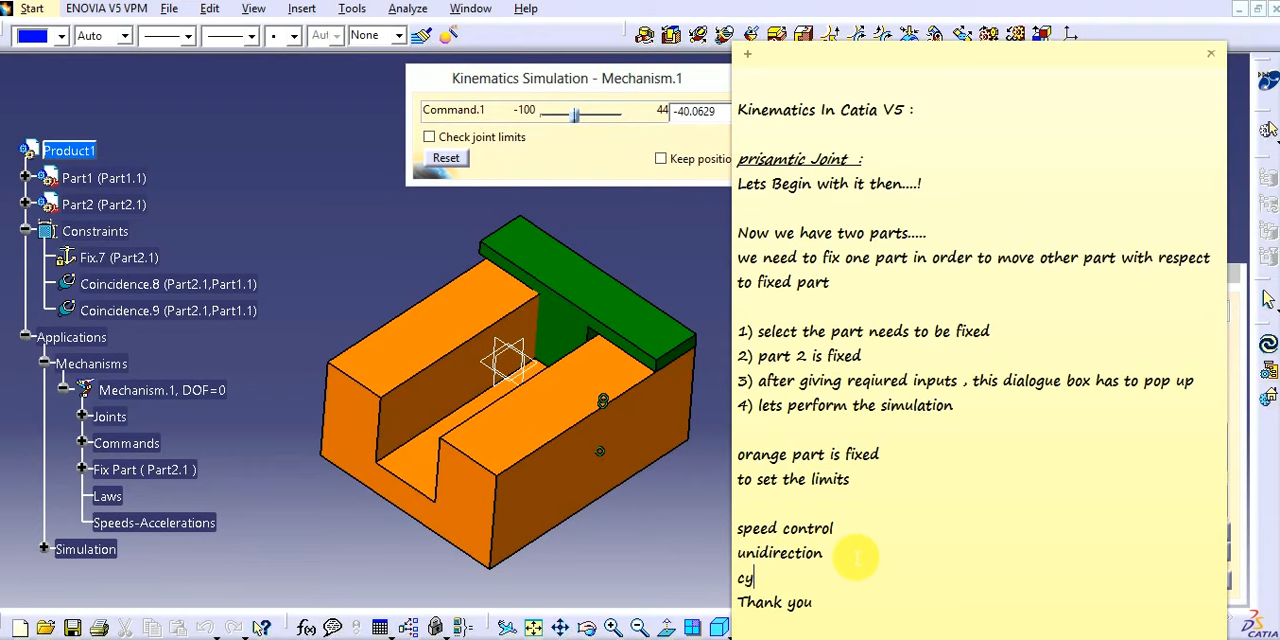 Start ENOVIA V5 VPM File Edit View Insert Tools Analyze Window Help
Auto Aut None
Kinematics Simulation - Mechanism.1
Command.1 -100 44 -40.0629
Check joint limits
Reset Keep positio
Product1
Part1 (Part1.1)
Part2 (Part2.1)
Constraints
Fix.7 (Part2.1)
Coincidence.8 (Part2.1,Part1.1)
Coincidence.9 (Part2.1,Part1.1)
Applications
Mechanisms
Mechanism.1, DOF=0
Joints
Commands
Fix Part ( Part2.1 )
Laws
Speeds-Accelerations
Simulation
Kinematics In Catia V5 :
prisamtic Joint :
Lets Begin with it then....!
Now we have two parts.....
we need to fix one part in order to move other part with respect
to fixed part
1) select the part needs to be fixed
2) part 2 is fixed
3) after giving reqiured inputs , this dialogue box has to pop up
4) lets perform the simulation
orange part is fixed
to set the limits
speed control
unidirection
cy
Thank you
f(x)
CATIA